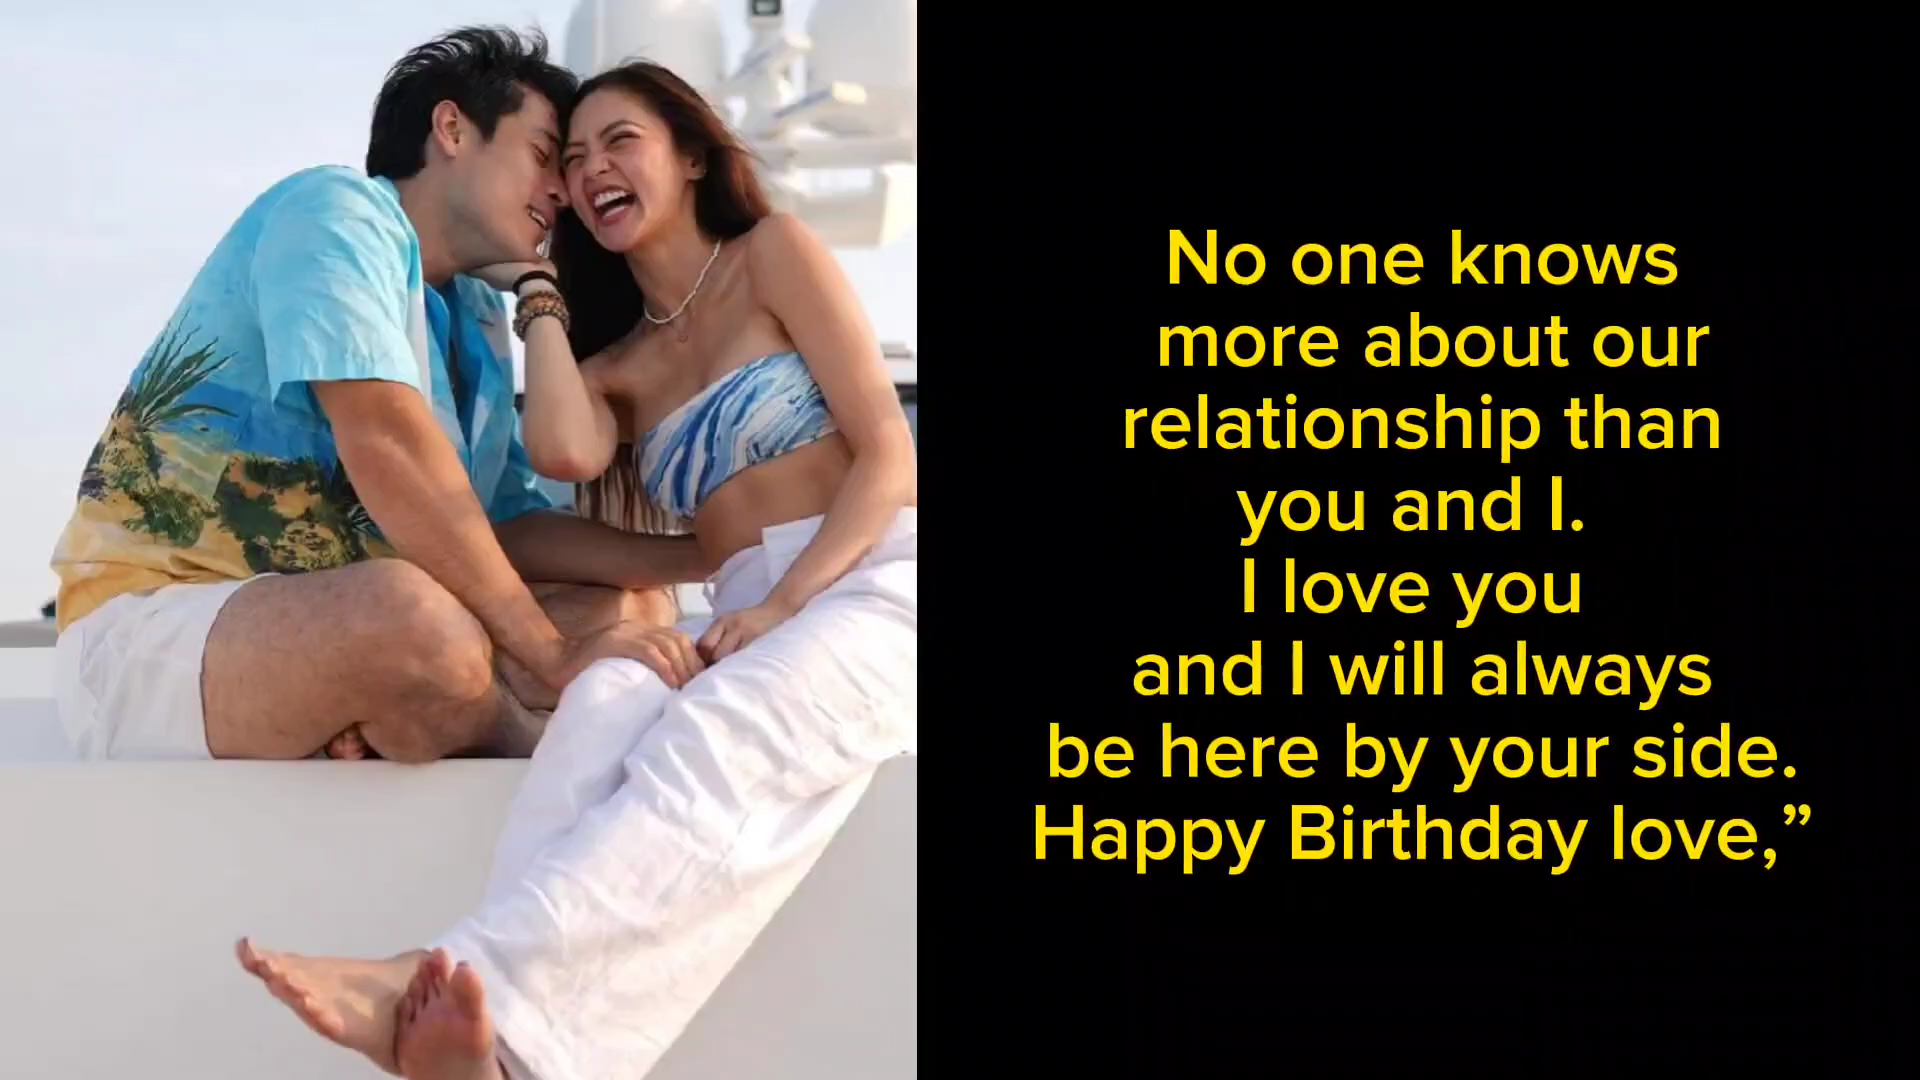 No one knows
more about our
relationship than
you and I.
I love you
and I will always
be here by your side.
Happy Birthday love,”